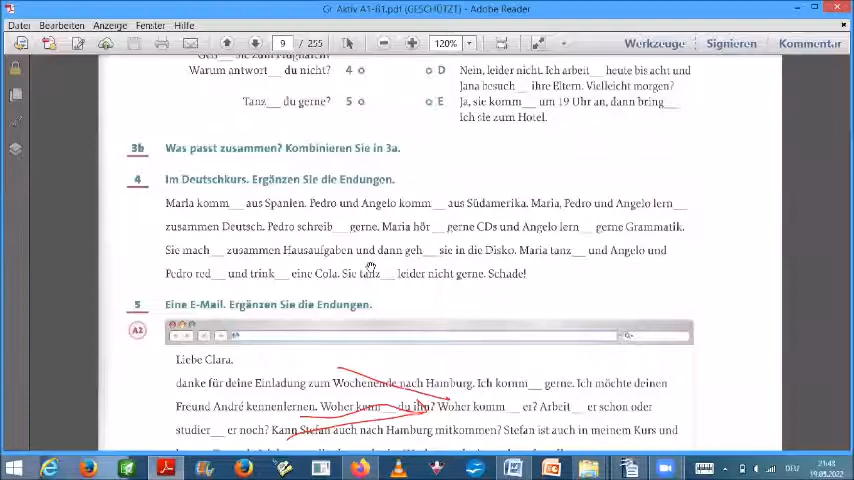 Gr. Aktiv A1-B1.pdf (GESCHÜTZT) - Adobe Reader
Datei Bearbeiten Anzeige Fenster Hilfe
9 / 255 120% Werkzeuge Signieren Kommentar
Warum antwort__ du nicht? 4 D Nein, leider nicht. Ich arbeit__ heute bis acht und
Jana besuch__ ihre Eltern. Vielleicht morgen?
Tanz__ du gerne? 5 E Ja, sie komm__ um 19 Uhr an, dann bring__
ich sie zum Hotel.
3b Was passt zusammen? Kombinieren Sie in 3a.
4 Im Deutschkurs. Ergänzen Sie die Endungen.
Maria komm__ aus Spanien. Pedro und Angelo komm__ aus Südamerika. Maria, Pedro und Angelo lern__
zusammen Deutsch. Pedro schreib__ gerne. Maria hör__ gerne CDs und Angelo lern__ gerne Grammatik.
Sie mach__ zusammen Hausaufgaben und dann geh__ sie in die Disko. Maria tanz__ und Angelo und
Pedro red__ und trink__ eine Cola. Sie tanz__ leider nicht gerne. Schade!
5 Eine E-Mail. Ergänzen Sie die Endungen.
A2
Liebe Clara,
danke für deine Einladung zum Wochenende nach Hamburg. Ich komm__ gerne. Ich möchte deinen
Freund André kennenlernen. Woher kenn__ du ihn? Woher komm__ er? Arbeit__ er schon oder
studier__ er noch? Kann Stefan auch nach Hamburg mitkommen? Stefan ist auch in meinem Kurs und
DEU 21:43
19.05.2022